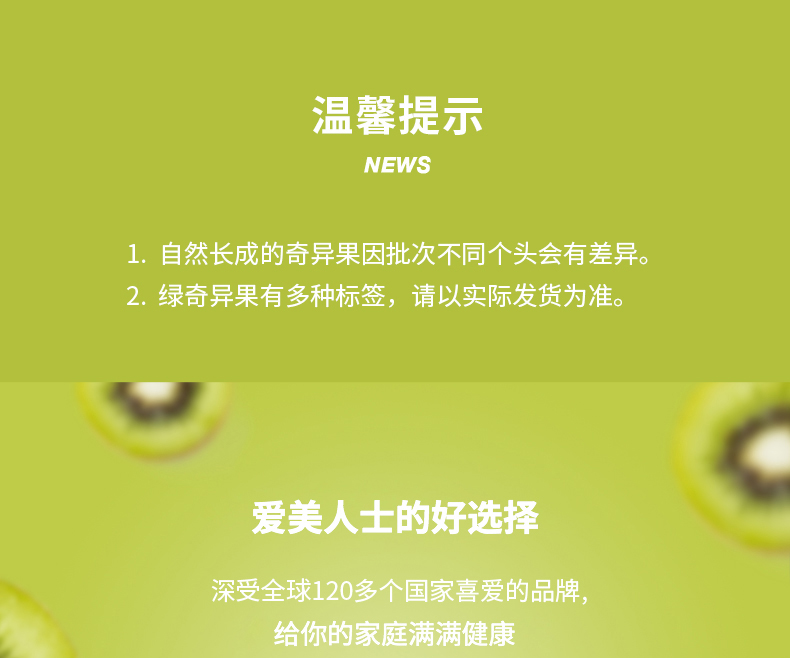 温馨提示
NEWS
1. 自然长成的奇异果因批次不同个头会有差异。
2. 绿奇异果有多种标签，请以实际发货为准。
爱美人士的好选择
深受全球120多个国家喜爱的品牌,
给你的家庭满满健康